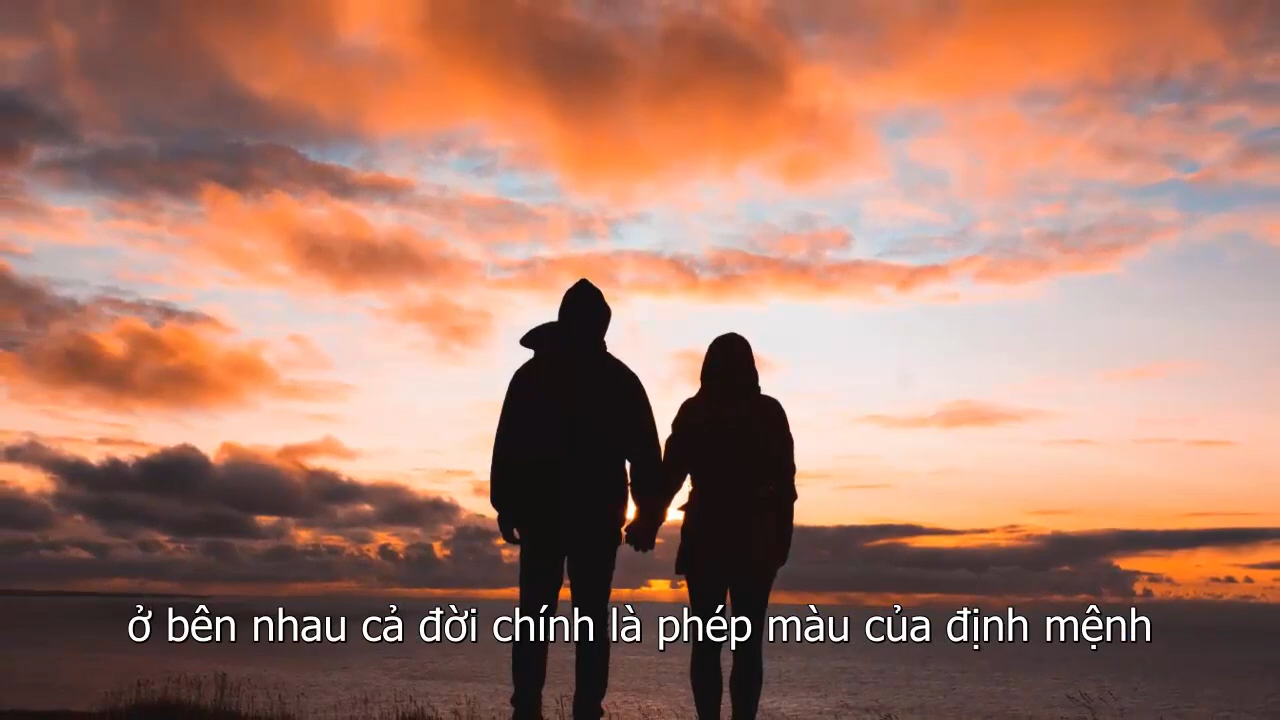 ở bên nhau cả đời chính là phép màu của định mệnh